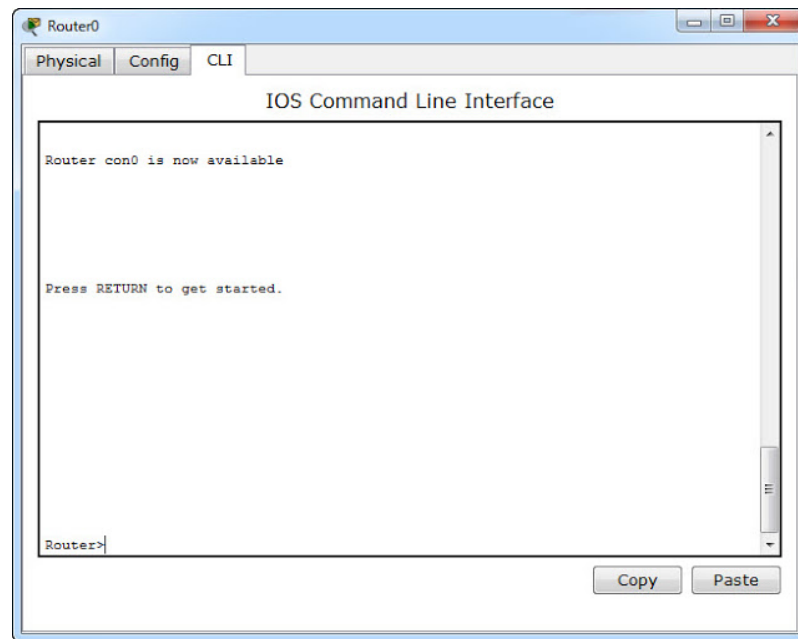 Router0
Physical Config CLI
IOS Command Line Interface
Router con0 is now available
Press RETURN to get started.
Router>
Copy Paste